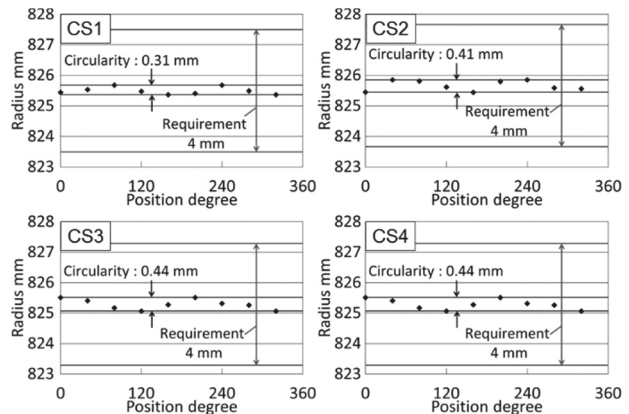 828
CS1
827
Circularity : 0.31 mm
826
825
Requirement
824
4 mm
823
0
120
240
360
Radius mm
Position degree
828
CS2
827
Circularity : 0.41 mm
826
825
Requirement
824
4 mm
823
0
120
240
360
Radius mm
Position degree
828
CS3
827
Circularity : 0.44 mm
826
825
Requirement
824
4 mm
823
0
120
240
360
Radius mm
Position degree
828
CS4
827
Circularity : 0.44 mm
826
825
Requirement
824
4 mm
823
0
120
240
360
Radius mm
Position degree